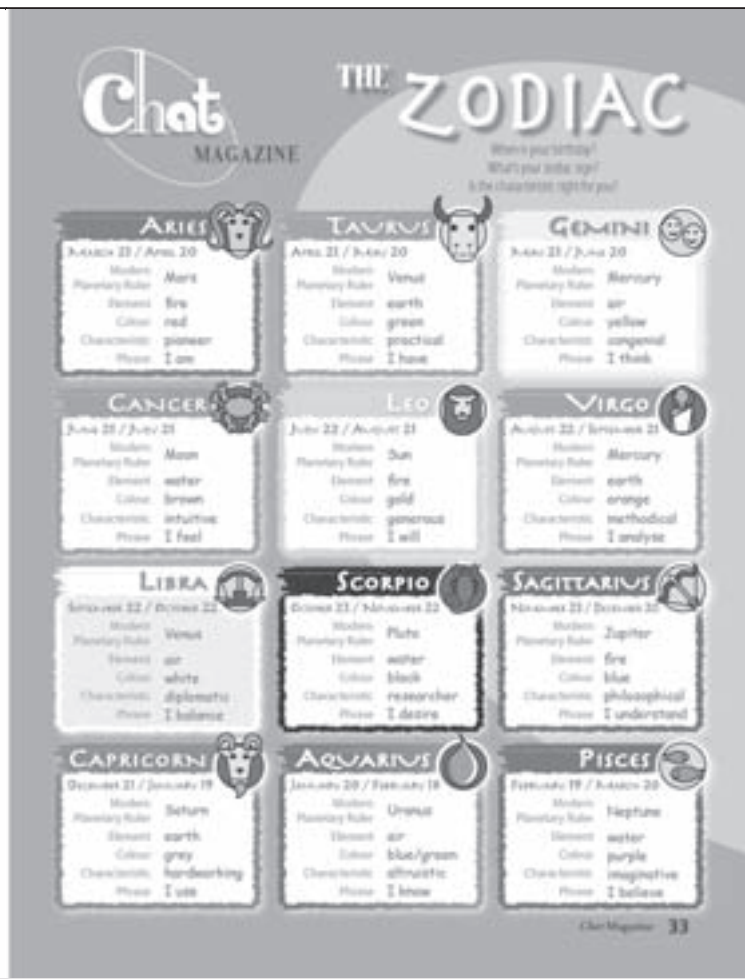 Chat
MAGAZINE
THE ZODIAC
When is your birthday?
What's your zodiac sign?
Is the characteristic right for you?
ARIES
MARCH 21 / APRIL 20
Modern
Planetary Ruler Mars
Element fire
Colour red
Characteristic pioneer
Phrase I am
TAURUS
APRIL 21 / MAY 20
Modern
Planetary Ruler Venus
Element earth
Colour green
Characteristic practical
Phrase I have
GEMINI
MAY 21 / JUNE 20
Modern
Planetary Ruler Mercury
Element air
Colour yellow
Characteristic congenial
Phrase I think
CANCER
JUNE 21 / JULY 21
Modern
Planetary Ruler Moon
Element water
Colour brown
Characteristic intuitive
Phrase I feel
LEO
JULY 22 / AUGUST 21
Modern
Planetary Ruler Sun
Element fire
Colour gold
Characteristic generous
Phrase I will
VIRGO
AUGUST 22 / SEPTEMBER 21
Modern
Planetary Ruler Mercury
Element earth
Colour orange
Characteristic methodical
Phrase I analyse
LIBRA
SEPTEMBER 22 / OCTOBER 22
Modern
Planetary Ruler Venus
Element air
Colour white
Characteristic diplomatic
Phrase I balance
SCORPIO
OCTOBER 23 / NOVEMBER 22
Modern
Planetary Ruler Pluto
Element water
Colour black
Characteristic researcher
Phrase I desire
SAGITTARIUS
NOVEMBER 23 / DECEMBER 20
Modern
Planetary Ruler Jupiter
Element fire
Colour blue
Characteristic philosophical
Phrase I understand
CAPRICORN
DECEMBER 21 / JANUARY 19
Modern
Planetary Ruler Saturn
Element earth
Colour grey
Characteristic hardworking
Phrase I use
AQUARIUS
JANUARY 20 / FEBRUARY 18
Modern
Planetary Ruler Uranus
Element air
Colour blue/green
Characteristic altruistic
Phrase I know
PISCES
FEBRUARY 19 / MARCH 20
Modern
Planetary Ruler Neptune
Element water
Colour purple
Characteristic imaginative
Phrase I believe
Chat Magazine 33